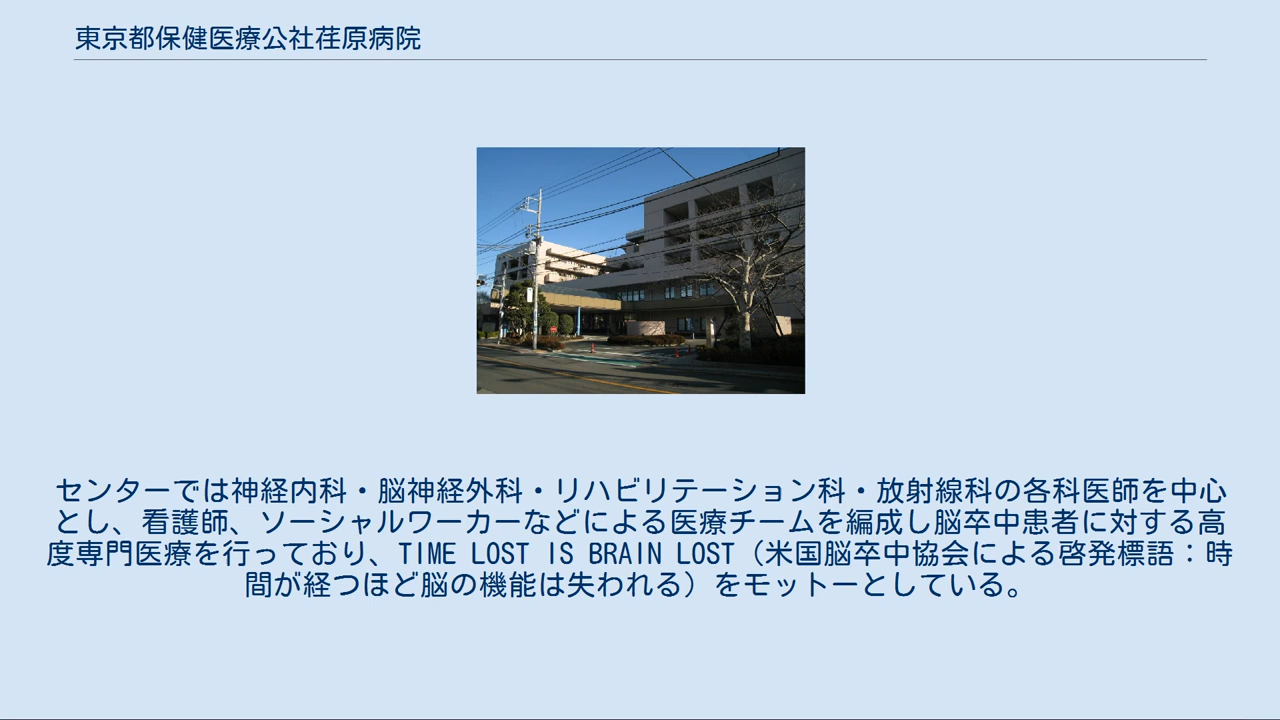 東京都保健医療公社荏原病院
センターでは神経内科・脳神経外科・リハビリテーション科・放射線科の各科医師を中心
とし、看護師、ソーシャルワーカーなどによる医療チームを編成し脳卒中患者に対する高
度専門医療を行っており、TIME LOST IS BRAIN LOST（米国脳卒中協会による啓発標語：時
間が経つほど脳の機能は失われる）をモットーとしている。